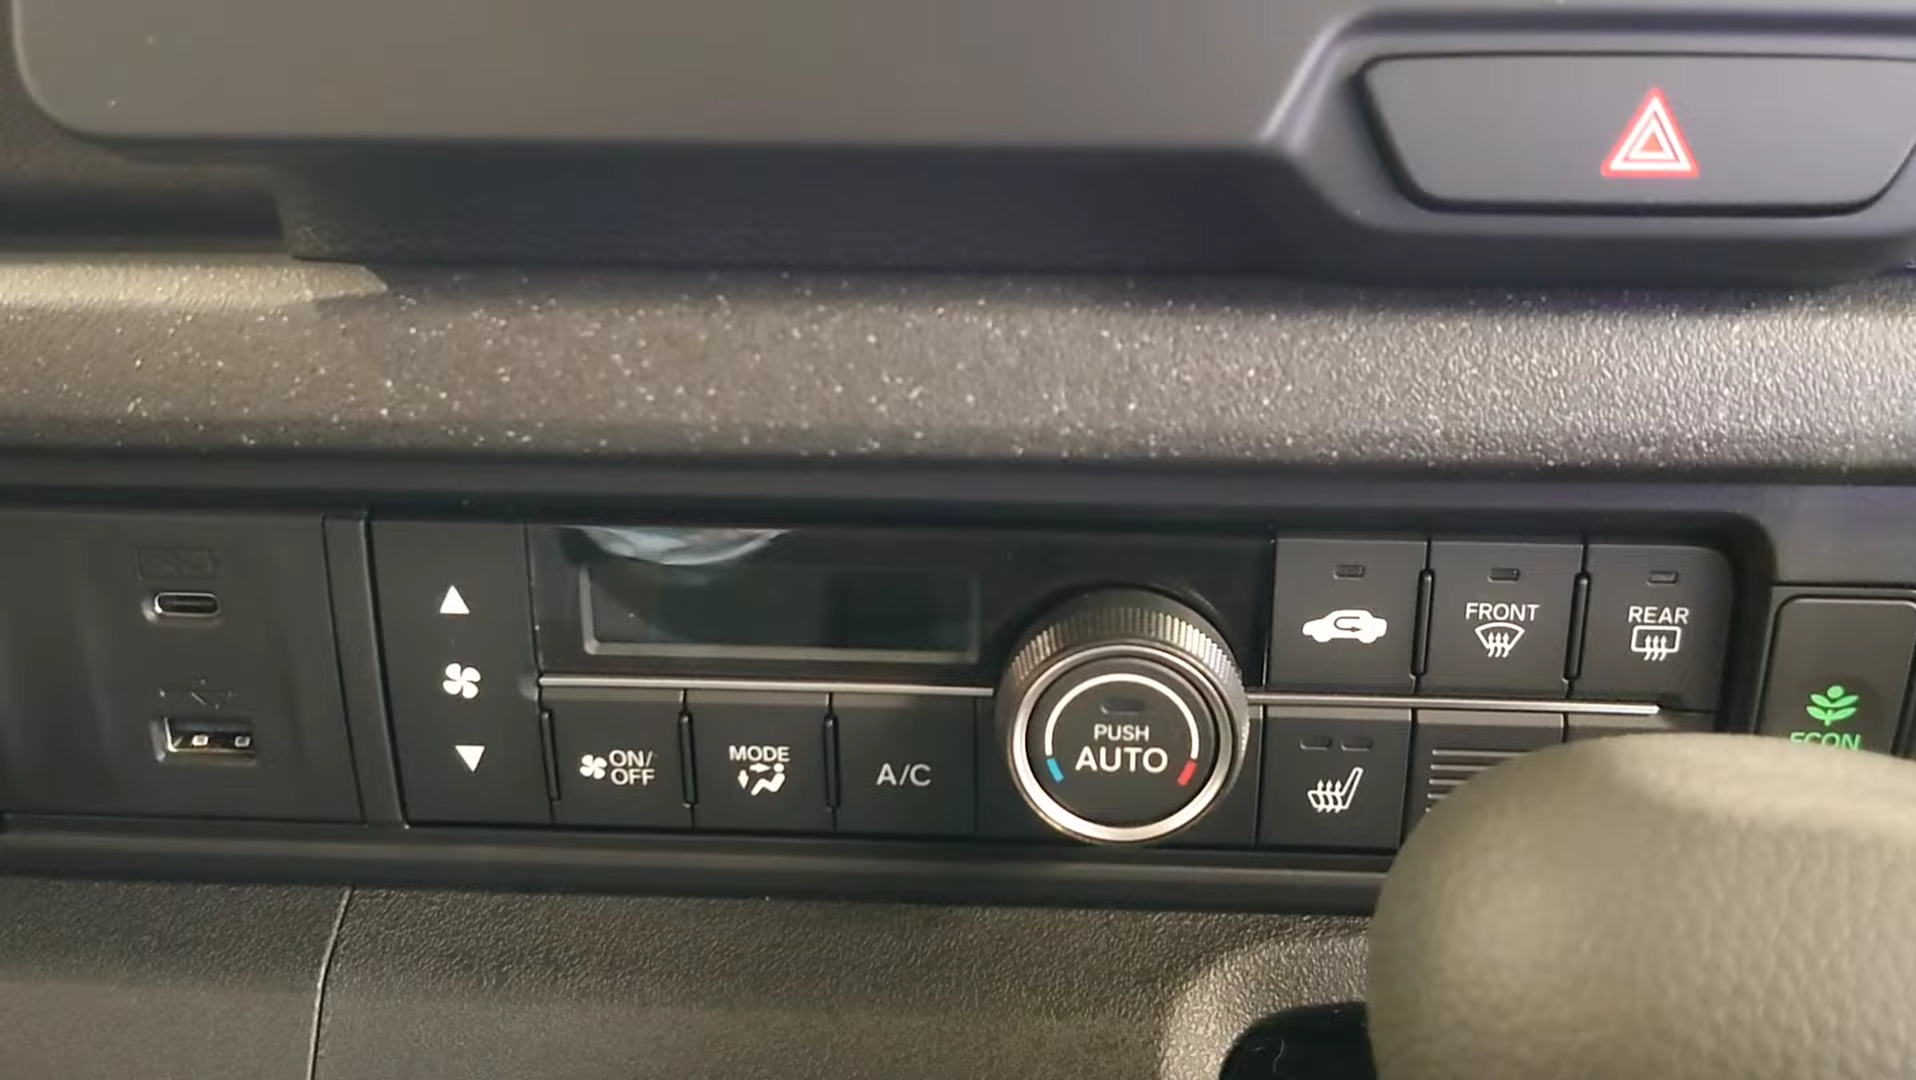 FRONT
REAR
ON/
OFF
MODE
A/C
PUSH
AUTO
ECON